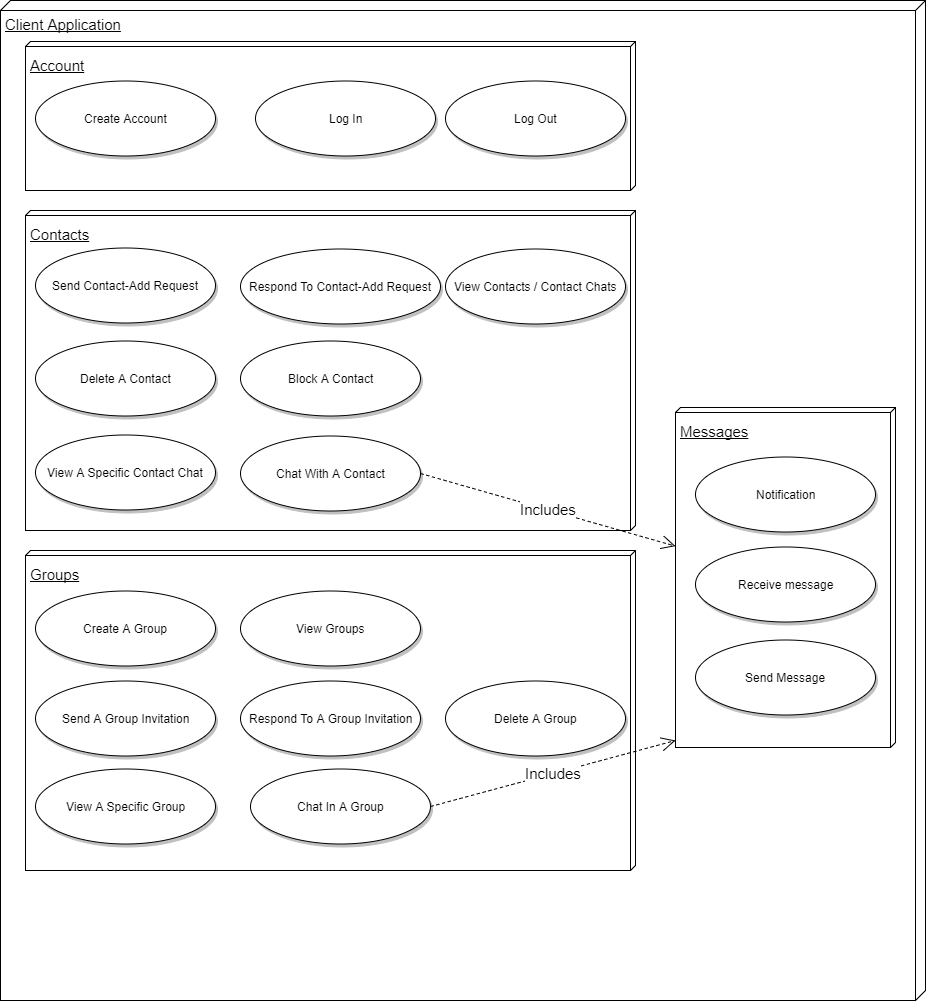 Client Application
Account
Create Account
Log In
Log Out
Contacts
Send Contact-Add Request
Respond To Contact-Add Request
View Contacts / Contact Chats
Delete A Contact
Block A Contact
View A Specific Contact Chat
Chat With A Contact
Includes
Messages
Notification
Receive message
Send Message
Groups
Create A Group
View Groups
Send A Group Invitation
Respond To A Group Invitation
Delete A Group
View A Specific Group
Chat In A Group
Includes